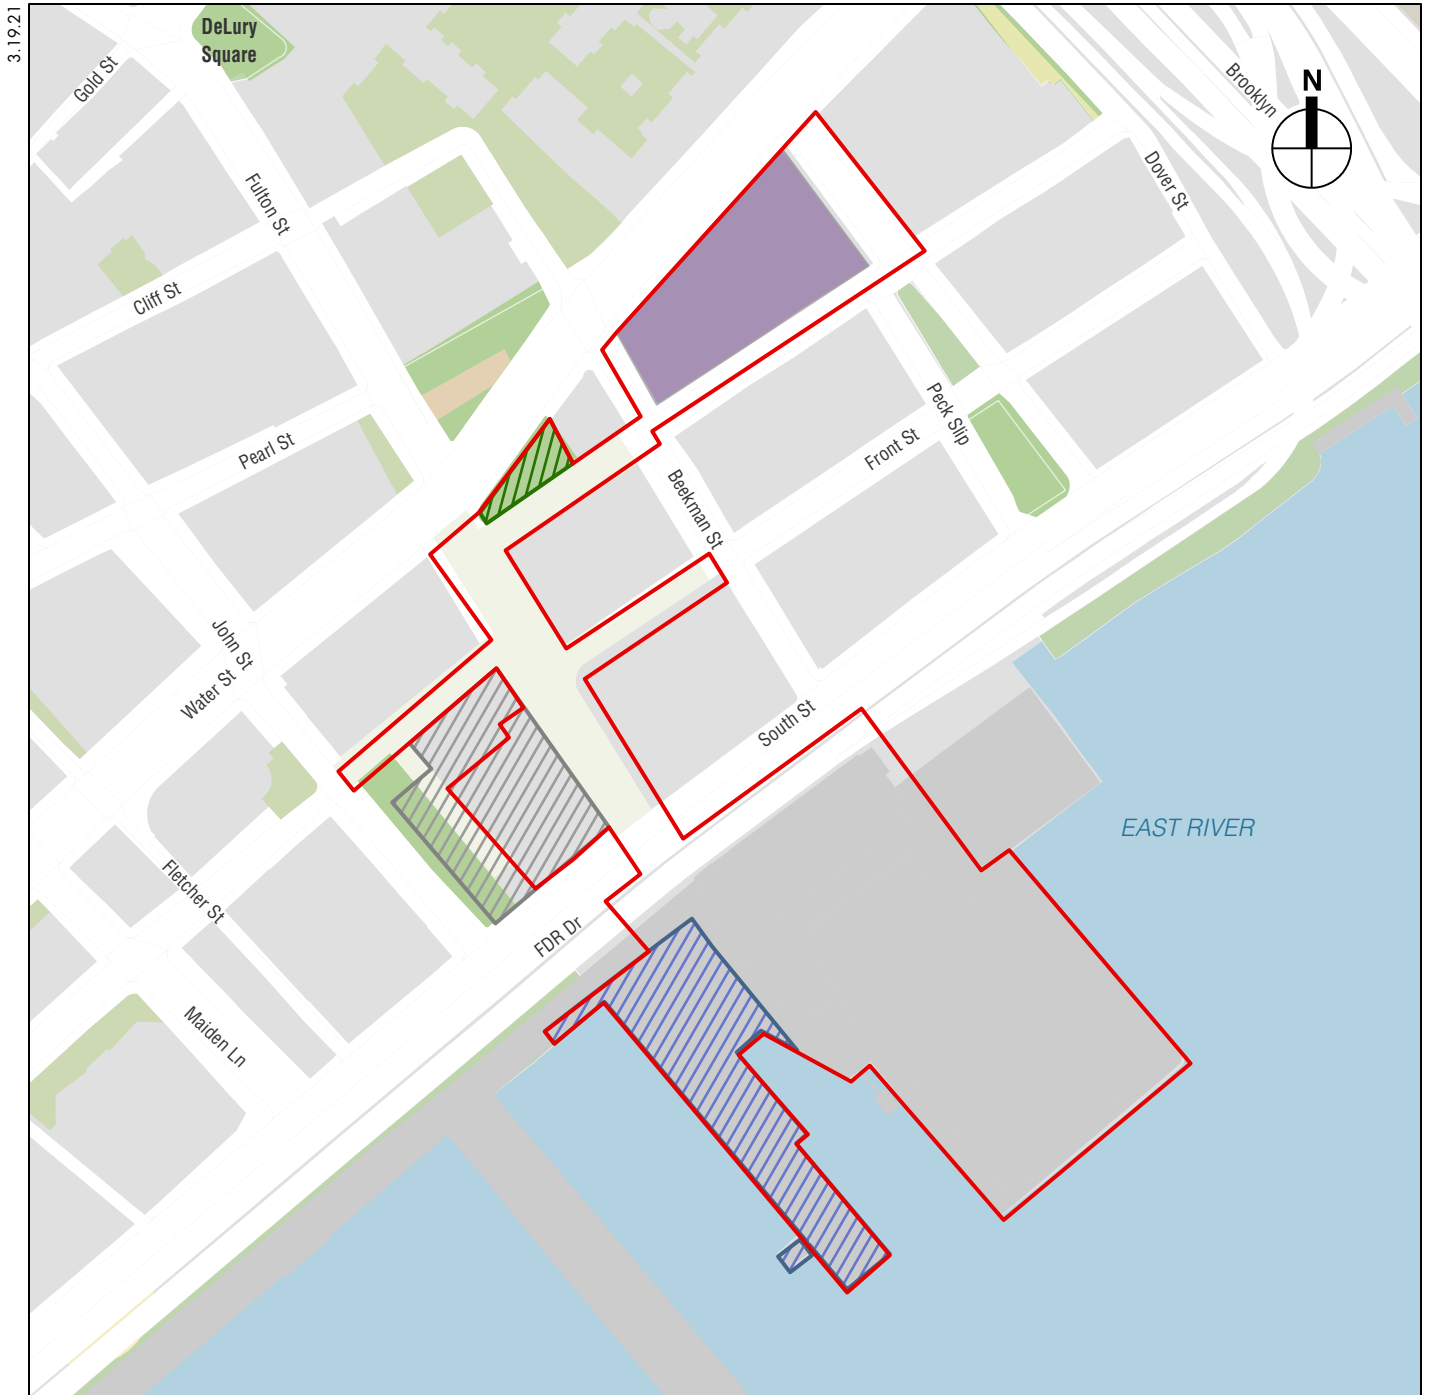 3.19.21
DeLury
Square
Gold St
Brooklyn
N
Dover St
Fulton St
Cliff St
Pearl St
Peck Slip
Front St
Beekman St
John St
Water St
South St
EAST RIVER
Fletcher St
FDR Dr
Maiden Ln